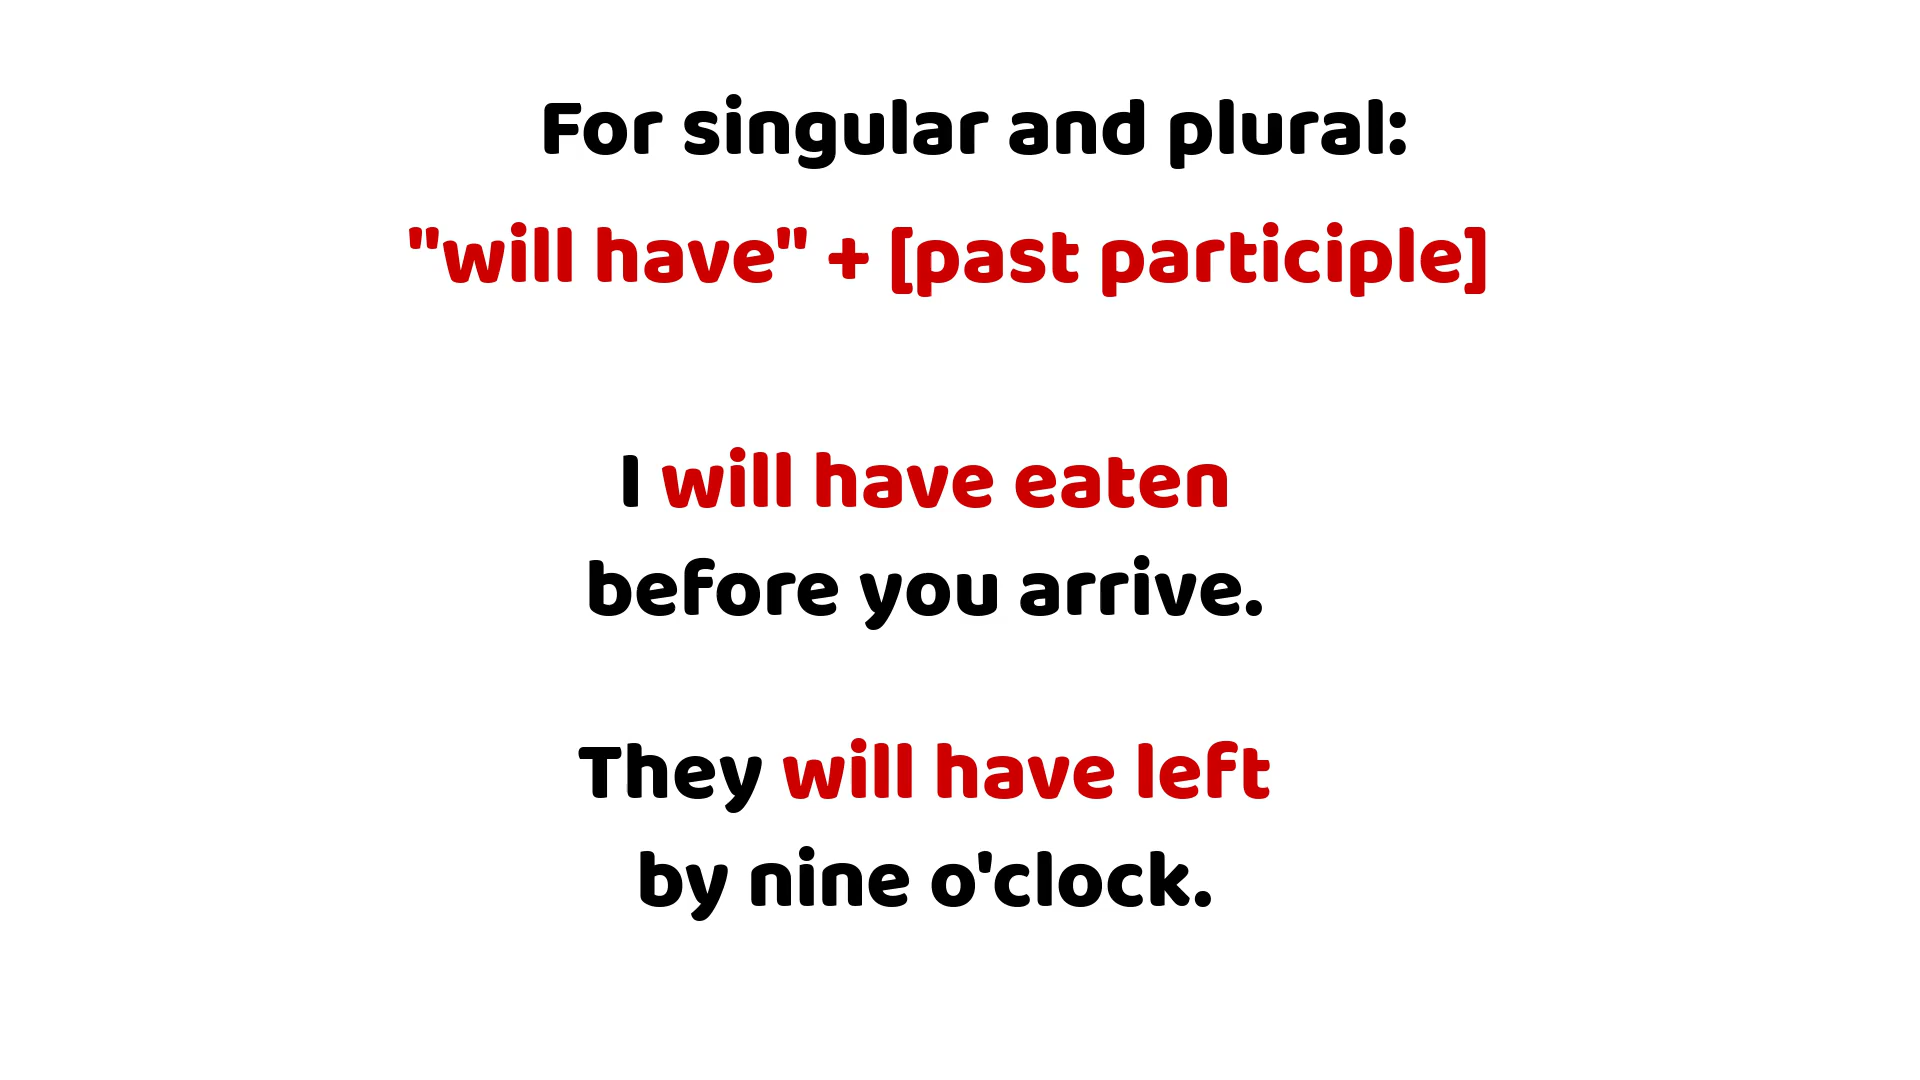 For singular and plural:
"will have" + [past participle]
I will have eaten
before you arrive.
They will have left
by nine o'clock.